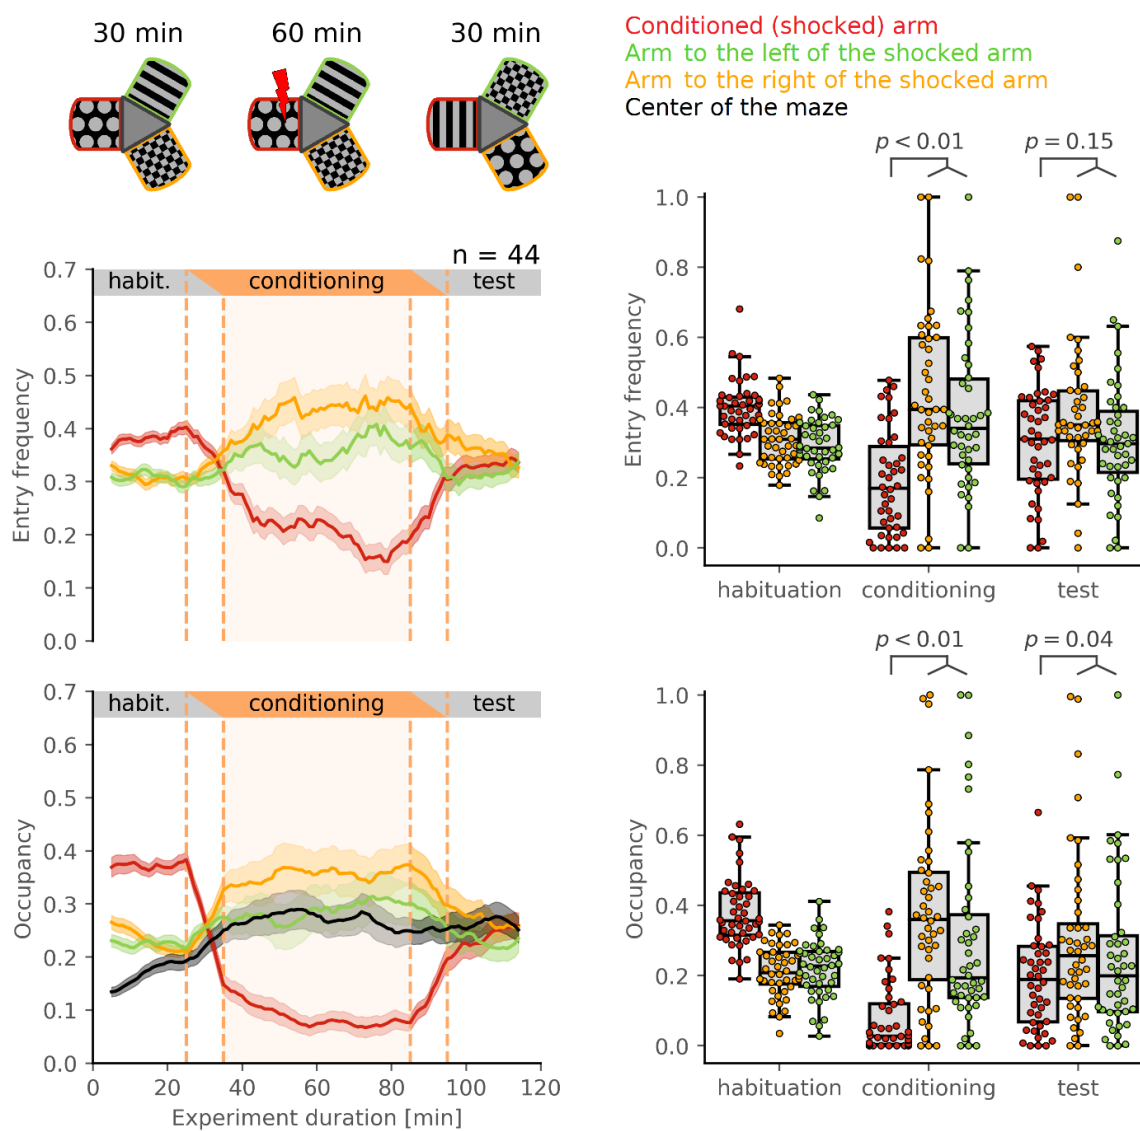 30 min
60 min
30 min
Conditioned (shocked) arm
Arm to the left of the shocked arm
Arm to the right of the shocked arm
Center of the maze
n = 44
habit.
conditioning
test
0.7
0.6
0.5
0.4
0.3
0.2
0.1
0.0
Entry frequency
p < 0.01
p = 0.15
1.0
0.8
0.6
0.4
0.2
0.0
Entry frequency
habituation
conditioning
test
habit.
conditioning
test
0.7
0.6
0.5
0.4
0.3
0.2
0.1
0.0
Occupancy
0
20
40
60
80
100
120
Experiment duration [min]
p < 0.01
p = 0.04
1.0
0.8
0.6
0.4
0.2
0.0
Occupancy
habituation
conditioning
test